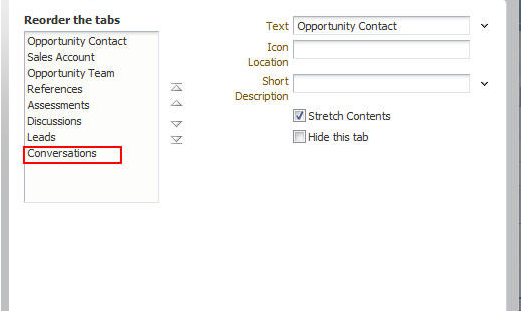 Reorder the tabs
Opportunity Contact
Sales Account
Opportunity Team
References
Assessments
Discussions
Leads
Conversations
Text Opportunity Contact
Icon
Location
Short
Description
Stretch Contents
Hide this tab